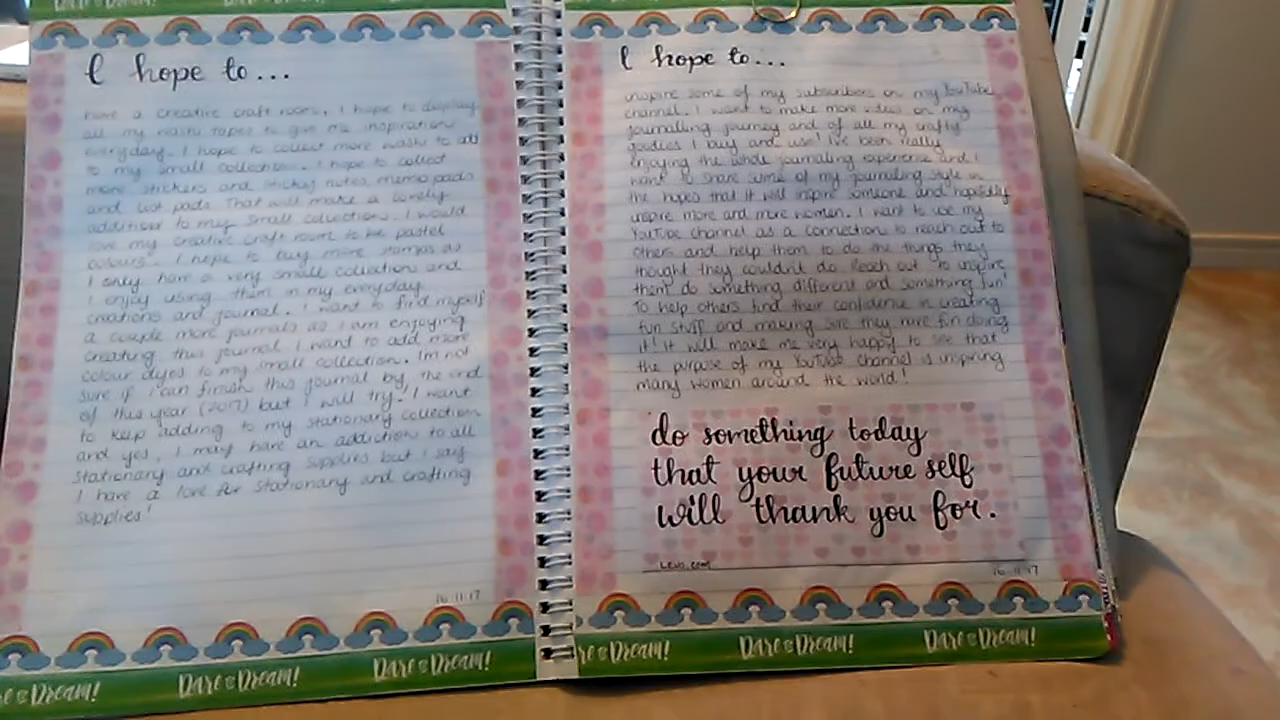 Dare to Dream!
I hope to...
have a creative craft room. I hope to display
all my washi tapes to give me inspiration
everyday. I hope to collect more washi to add
to my small collection. I hope to collect
more stickers and sticky notes, memo pads
and list pads. That will make a lovely
addition to my small collection. I would
love my creative craft room to be pastel
colours. I hope to buy more stamps as
I only have a very small collection and
I enjoy using them in my everyday
creations and journal. I want to find myself
a couple more journals as I am enjoying
creating this journal. I want to add more
colour dyes to my small collection. I'm not
sure if I can finish this journal by the end
of this year (2017) but I will try. I want
to keep adding to my stationary collection
and yes, I may have an addiction to all
stationary and crafting supplies but I say
I have a love for stationary and crafting
supplies!
16.11.17
Dare to Dream! Dare to Dream! Dare to Dream!
I hope to...
inspire some of my subscribers on my YouTube
channel. I want to make more videos on my
journaling journey and of all my crafty
goodies I buy and use! I've been really
enjoying the whole journaling experience and I
want to share some of my journaling style in
the hopes that it will inspire someone and hopefully
inspire more and more women. I want to use my
YouTube channel as a connection to reach out to
others and help them to do the things they
thought they couldn't do. Reach out to inspire
them do something different and something fun!
To help others find their confidence in creating
fun stuff and making sure they have fun doing
it! It will make me very happy to see that
the purpose of my YouTube channel is inspiring
many women around the world!
do something today
that your future self
will thank you for.
16.11.17
Dare to Dream! Dare to Dream! Dare to Dream!